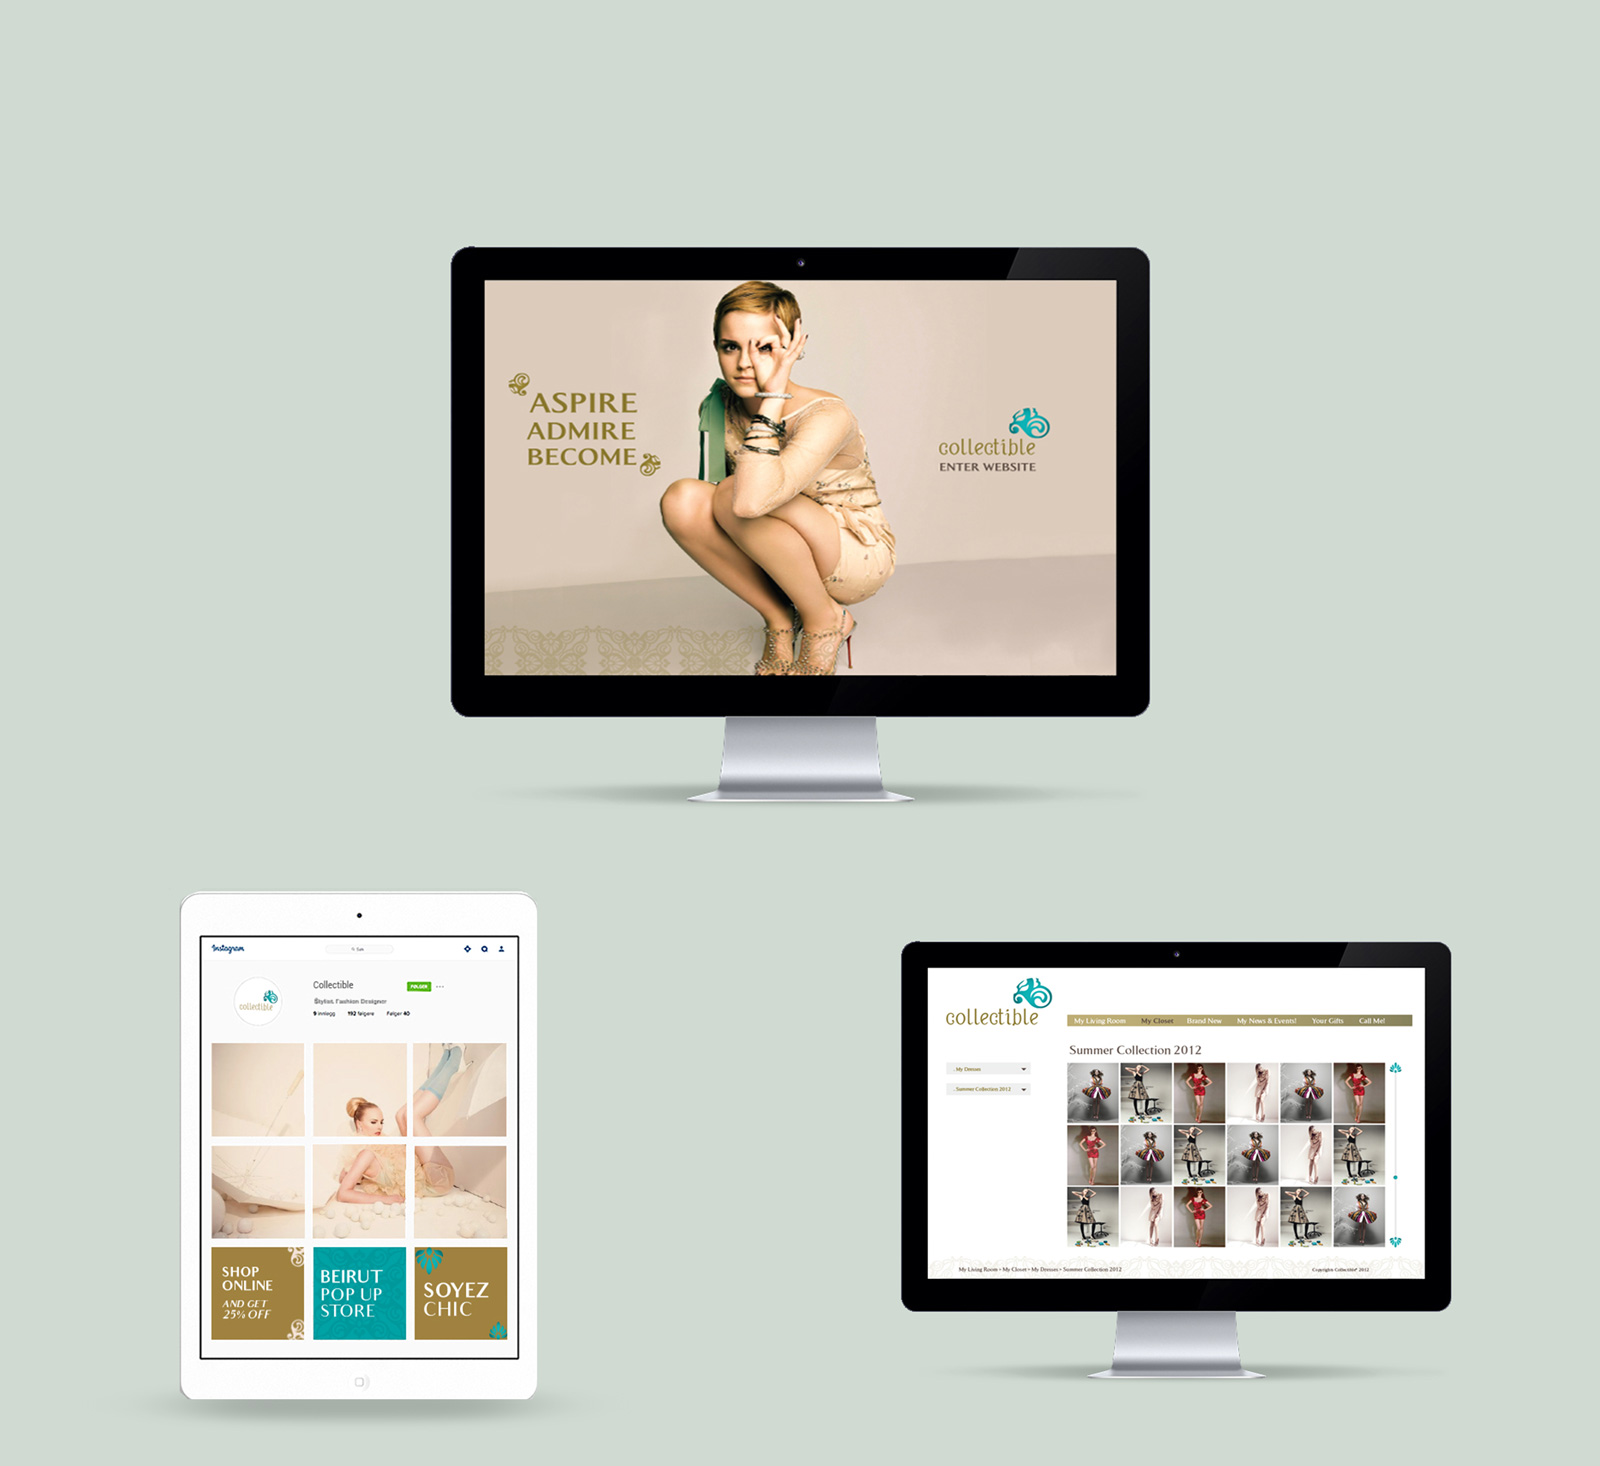 ASPIRE
ADMIRE
BECOME
collectible
ENTER WEBSITE
Instagram
Søk
collectible
Collectible
FØLGER
Stylist. Fashion Designer
9 innlegg 192 følgere Følger 40
SHOP
ONLINE
AND GET
25% OFF
BEIRUT
POP UP
STORE
SOYEZ
CHIC
collectible
My Living Room My Closet Brand New My News & Events! Your Gifts Call Me!
Summer Collection 2012
. My Dresses
. Summer Collection 2012
My Living Room • My Closet • My Dresses • Summer Collection 2012
Copyrights Collectible® 2012